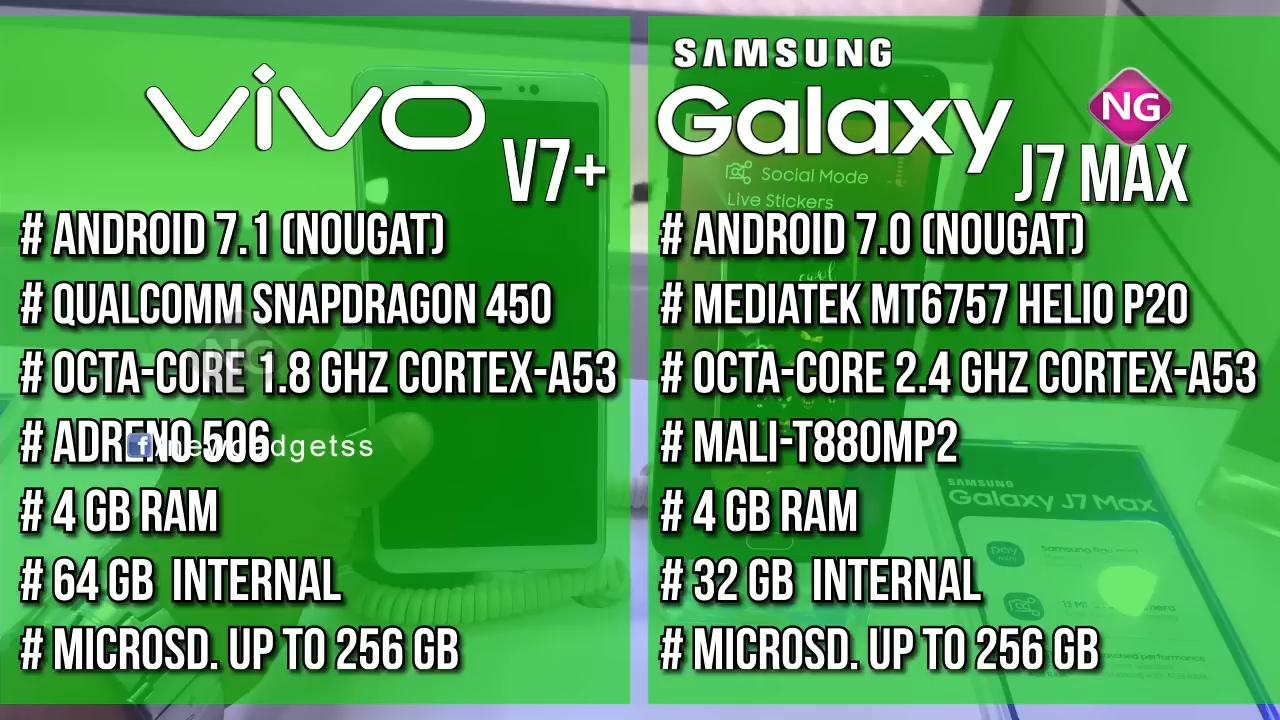 vivo
V7+
# ANDROID 7.1 (NOUGAT)
# QUALCOMM SNAPDRAGON 450
# OCTA-CORE 1.8 GHZ CORTEX-A53
# ADRENO 506
# 4 GB RAM
# 64 GB INTERNAL
# MICROSD. UP TO 256 GB
SAMSUNG
Galaxy
NG
J7 MAX
Social Mode
Live Stickers
# ANDROID 7.0 (NOUGAT)
# MEDIATEK MT6757 HELIO P20
# OCTA-CORE 2.4 GHZ CORTEX-A53
# MALI-T880MP2
# 4 GB RAM
# 32 GB INTERNAL
# MICROSD. UP TO 256 GB
NG
SAMSUNG
Galaxy J7 Max
pay